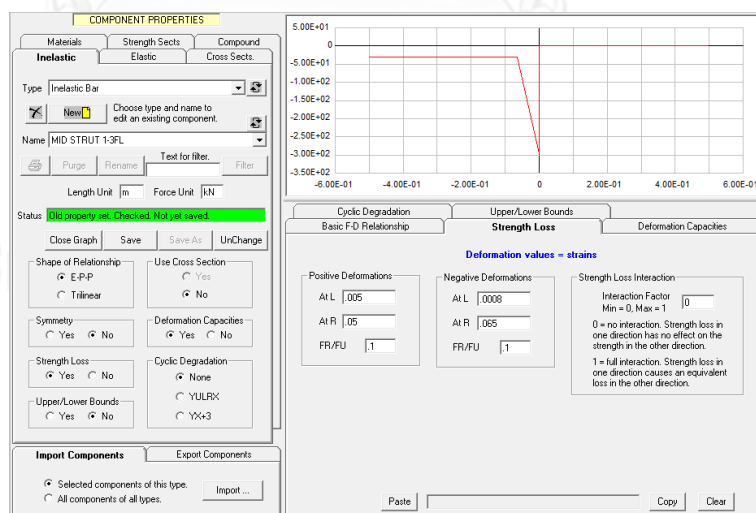 COMPONENT PROPERTIES
Materials
Strength Sects
Compound
Inelastic
Elastic
Cross Sects.
Type
Inelastic Bar
New
Choose type and name to
edit an existing component.
Name
MID STRUT 1-3FL
Purge
Rename
Text for filter.
Filter
Length Unit
m
Force Unit
kN
Status
Old property set. Checked. Not yet saved.
Close Graph
Save
Save As
UnChange
Shape of Relationship
E-P-P
Trilinear
Use Cross Section
Yes
No
Symmetry
Yes
No
Deformation Capacities
Yes
No
Strength Loss
Yes
No
Cyclic Degradation
None
YULRX
YX+3
Upper/Lower Bounds
Yes
No
Import Components
Export Components
Selected components of this type.
All components of all types.
Import ...
5.00E+01
0
-5.00E+01
-1.00E+02
-1.50E+02
-2.00E+02
-2.50E+02
-3.00E+02
-3.50E+02
-6.00E-01
-4.00E-01
-2.00E-01
0
2.00E-01
4.00E-01
6.00E-01
Cyclic Degradation
Upper/Lower Bounds
Basic F-D Relationship
Strength Loss
Deformation Capacities
Deformation values = strains
Positive Deformations
At L
.005
At R
.05
FR/FU
.1
Negative Deformations
At L
.0008
At R
.065
FR/FU
.1
Strength Loss Interaction
Interaction Factor
Min = 0, Max = 1
0
0 = no interaction. Strength loss in
one direction has no effect on the
strength in the other direction.
1 = full interaction. Strength loss in
one direction causes an equivalent
loss in the other direction.
Paste
Copy
Clear